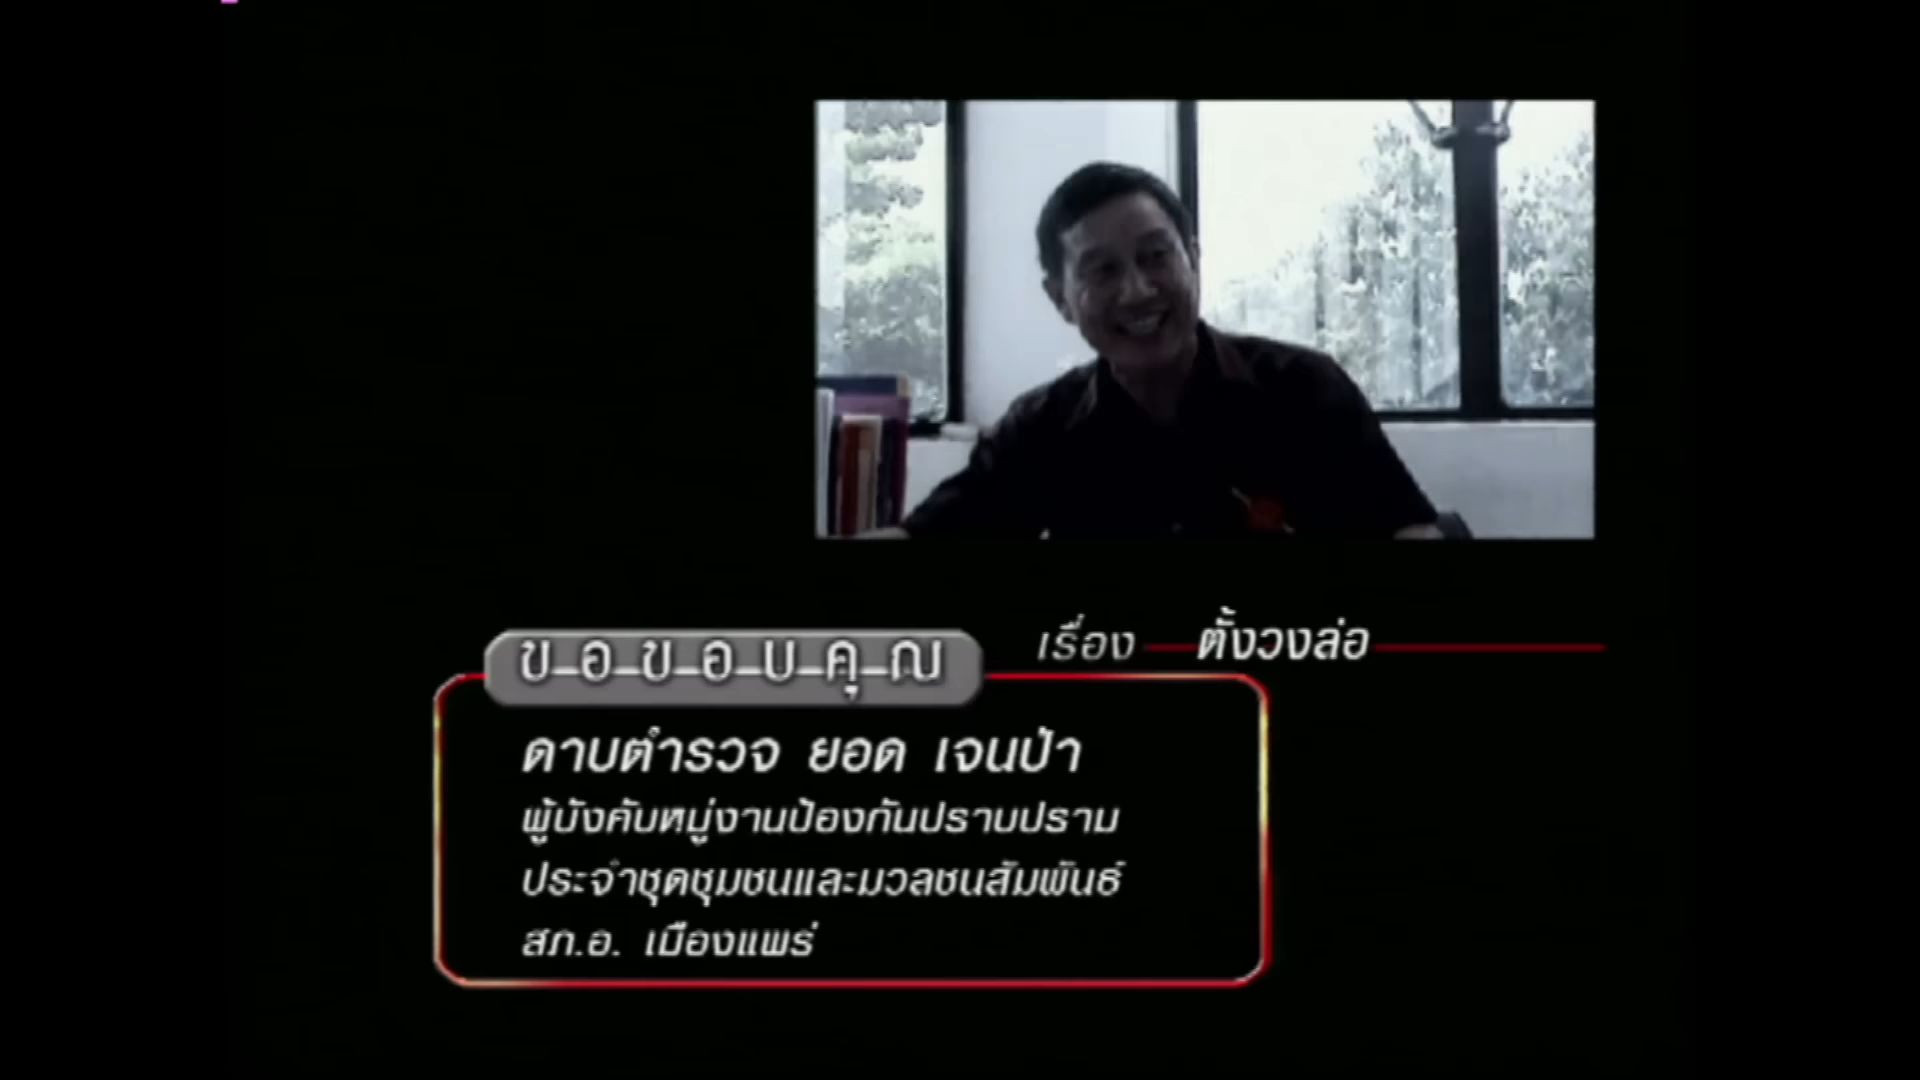 เรื่อง ตั้งวงล่อ
ขอขอบคุณ
ดาบตำรวจ ยอด เจนป่า
ผู้บังคับหมู่งานป้องกันปราบปราม
ประจำชุดชุมชนและมวลชนสัมพันธ์
สภ.อ. เมืองแพร่